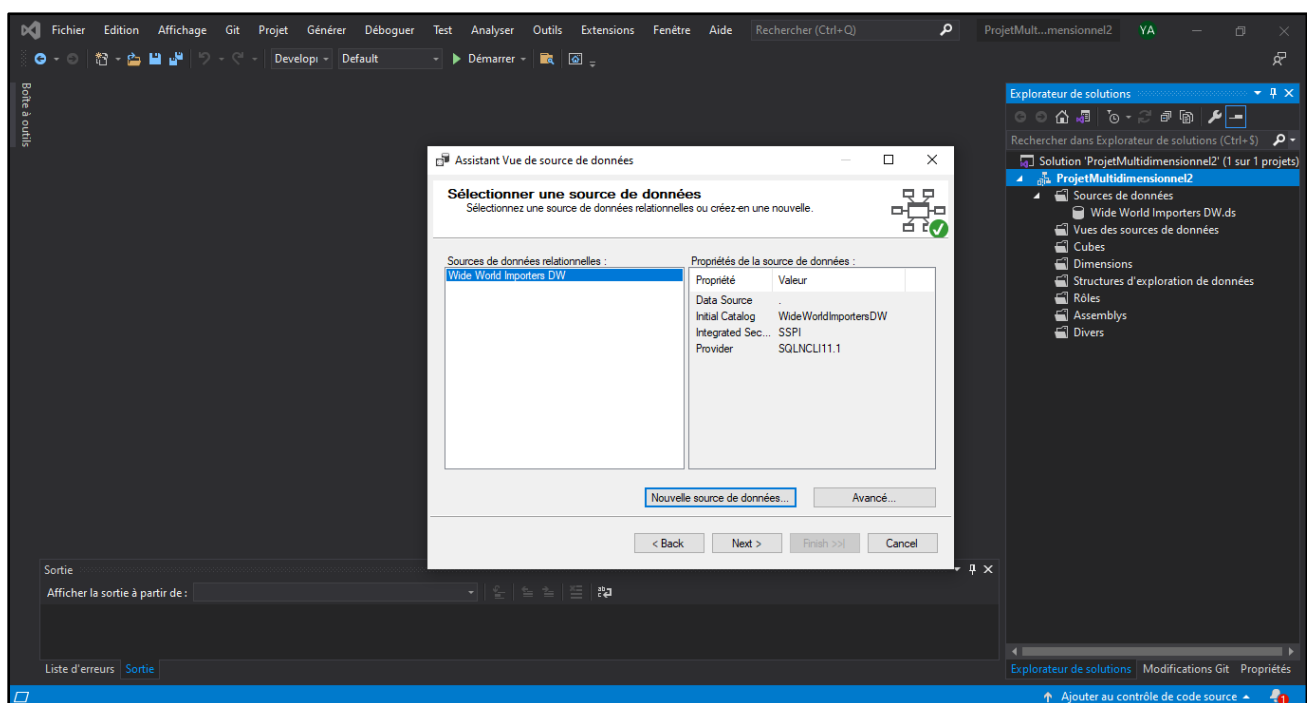 Fichier Edition Affichage Git Projet Générer Déboguer Test Analyser Outils Extensions Fenêtre Aide Rechercher (Ctrl+Q) ProjetMult...mensionnel2 YA
Developı Default Démarrer
Boîte à outils
Explorateur de solutions
Rechercher dans Explorateur de solutions (Ctrl+$)
Solution 'ProjetMultidimensionnel2' (1 sur 1 projets)
ProjetMultidimensionnel2
Sources de données
Wide World Importers DW.ds
Vues des sources de données
Cubes
Dimensions
Structures d'exploration de données
Rôles
Assemblys
Divers
Assistant Vue de source de données
Sélectionner une source de données
Sélectionnez une source de données relationnelles ou créez-en une nouvelle.
Sources de données relationnelles :
Wide World Importers DW
Propriétés de la source de données :
Propriété Valeur
Data Source .
Initial Catalog WideWorldImportersDW
Integrated Sec... SSPI
Provider SQLNCLI11.1
Nouvelle source de données... Avancé...
< Back Next > Finish >>| Cancel
Sortie
Afficher la sortie à partir de :
Liste d'erreurs Sortie
Explorateur de solutions Modifications Git Propriétés
Ajouter au contrôle de code source 1